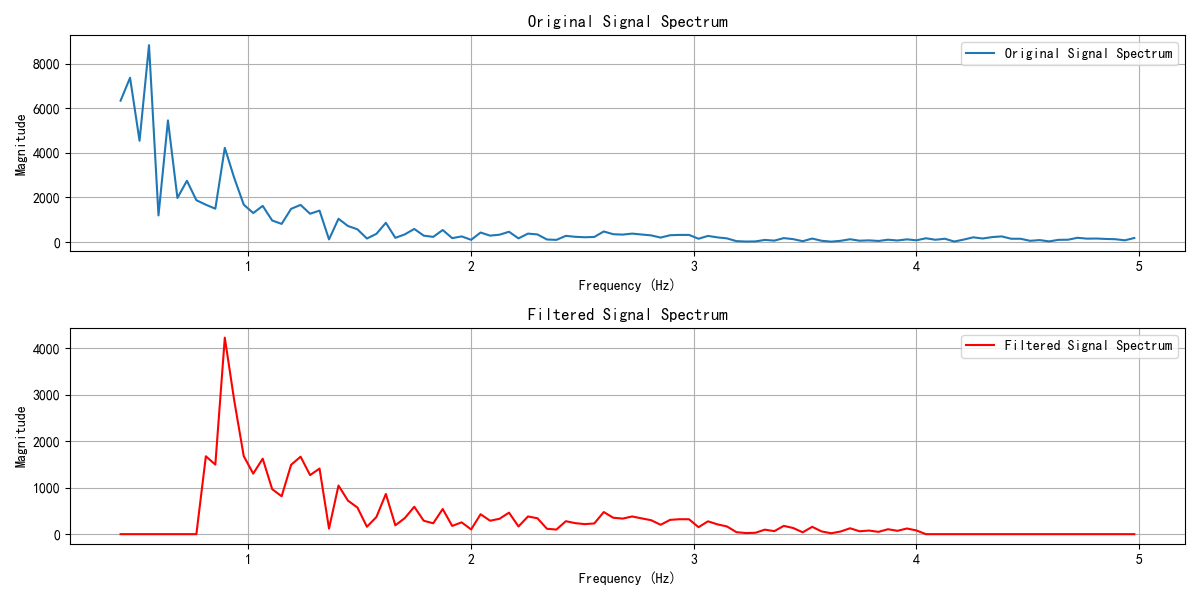 Original Signal Spectrum
Original Signal Spectrum
8000
6000
4000
2000
0
Magnitude
1 2 3 4 5
Frequency (Hz)
Filtered Signal Spectrum
Filtered Signal Spectrum
4000
3000
2000
1000
0
Magnitude
1 2 3 4 5
Frequency (Hz)